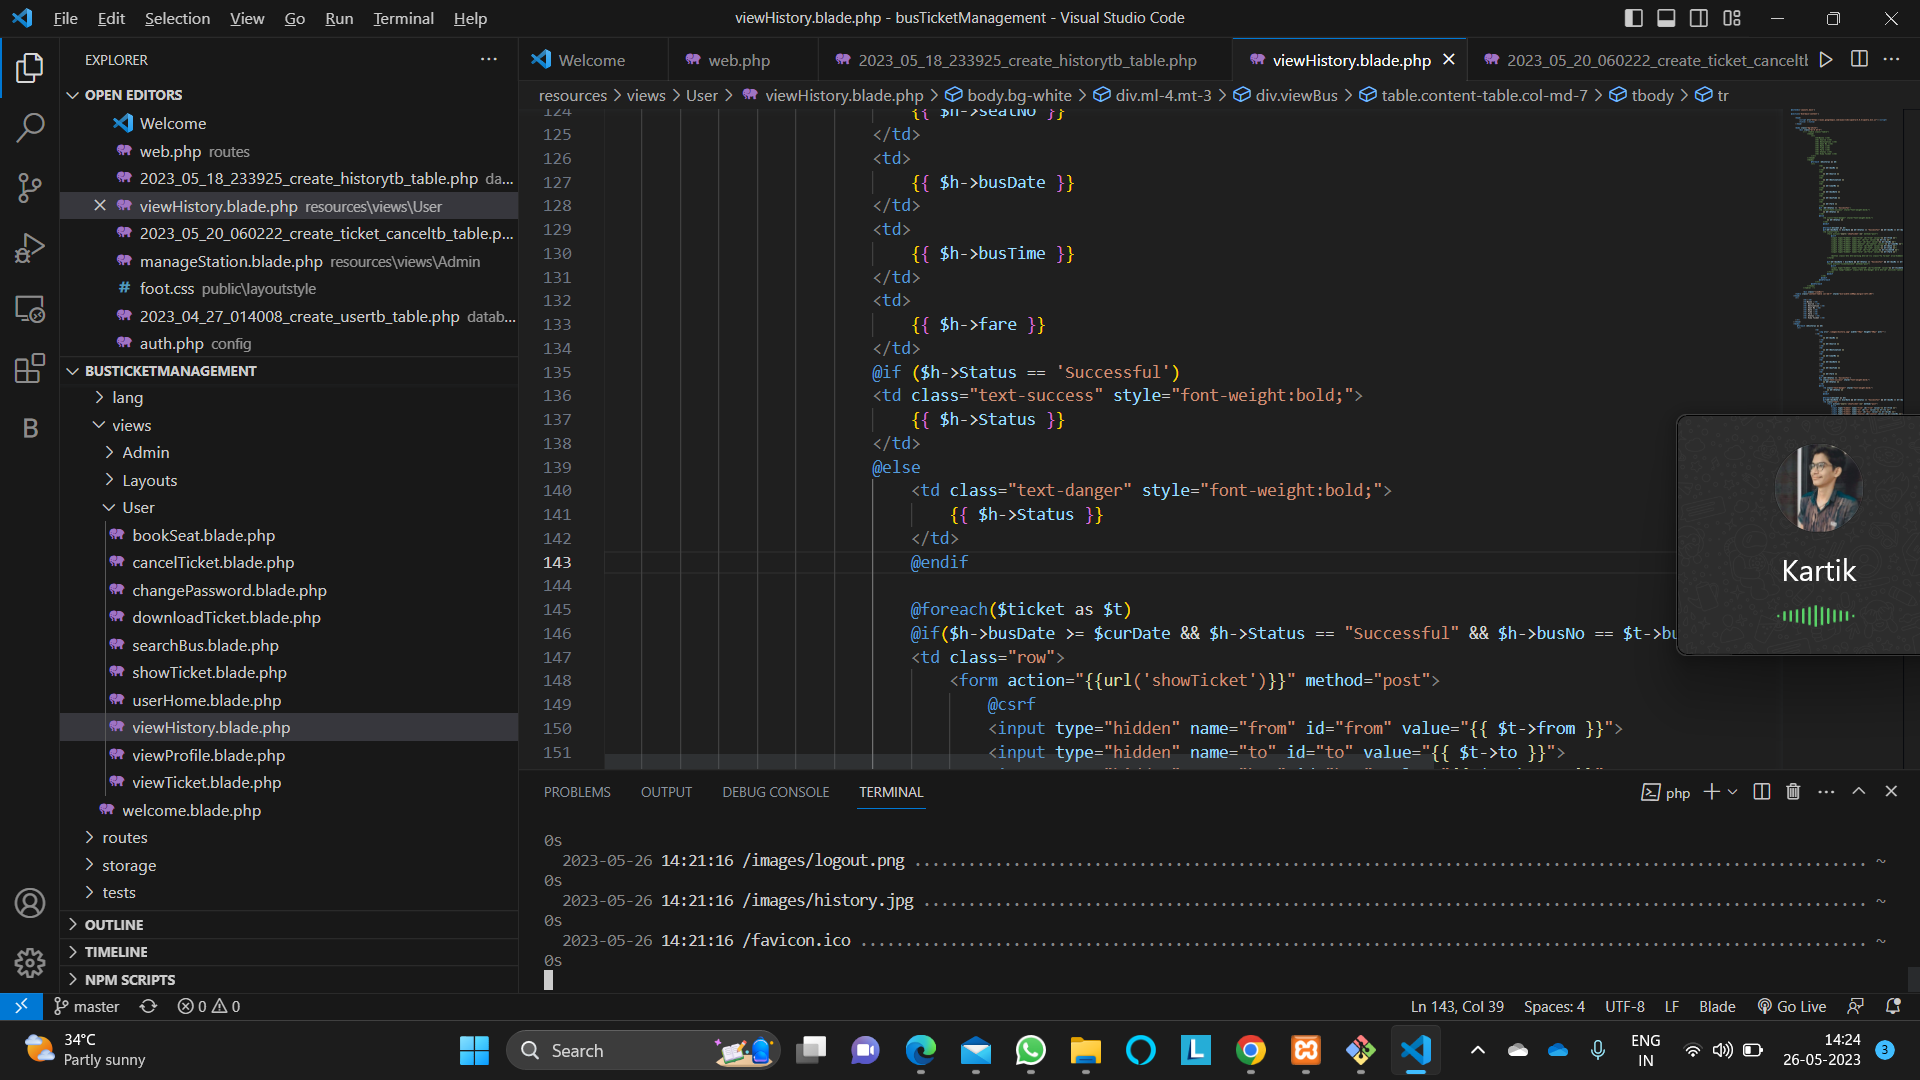 File Edit Selection View Go Run Terminal Help
viewHistory.blade.php - busTicketManagement - Visual Studio Code
EXPLORER
OPEN EDITORS
Welcome
web.php routes
2023_05_18_233925_create_historytb_table.php da...
viewHistory.blade.php resources\views\User
2023_05_20_060222_create_ticket_canceltb_table.p...
manageStation.blade.php resources\views\Admin
# foot.css public\layoutstyle
2023_04_27_014008_create_usertb_table.php datab...
auth.php config
BUSTICKETMANAGEMENT
lang
views
Admin
Layouts
User
bookSeat.blade.php
cancelTicket.blade.php
changePassword.blade.php
downloadTicket.blade.php
searchBus.blade.php
showTicket.blade.php
userHome.blade.php
viewHistory.blade.php
viewProfile.blade.php
viewTicket.blade.php
welcome.blade.php
routes
storage
tests
OUTLINE
TIMELINE
NPM SCRIPTS
B
Welcome
web.php
2023_05_18_233925_create_historytb_table.php
viewHistory.blade.php
2023_05_20_060222_create_ticket_cancelt
resources > views > User > viewHistory.blade.php > body.bg-white > div.ml-4.mt-3 > div.viewBus > table.content-table.col-md-7 > tbody > tr
124 {{ $h->seatNo }}
125 </td>
126 <td>
127 {{ $h->busDate }}
128 </td>
129 <td>
130 {{ $h->busTime }}
131 </td>
132 <td>
133 {{ $h->fare }}
134 </td>
135 @if ($h->Status == 'Successful')
136 <td class="text-success" style="font-weight:bold;">
137 {{ $h->Status }}
138 </td>
139 @else
140 <td class="text-danger" style="font-weight:bold;">
141 {{ $h->Status }}
142 </td>
143 @endif
144
145 @foreach($ticket as $t)
146 @if($h->busDate >= $curDate && $h->Status == "Successful" && $h->busNo == $t->bu
147 <td class="row">
148 <form action="{{url('showTicket')}}" method="post">
149 @csrf
150 <input type="hidden" name="from" id="from" value="{{ $t->from }}">
151 <input type="hidden" name="to" id="to" value="{{ $t->to }}">
Kartik
PROBLEMS OUTPUT DEBUG CONSOLE TERMINAL
php
0s
2023-05-26 14:21:16 /images/logout.png ................................ ~
0s
2023-05-26 14:21:16 /images/history.jpg ................................ ~
0s
2023-05-26 14:21:16 /favicon.ico ................................ ~
0s
master 0 0
Ln 143, Col 39 Spaces: 4 UTF-8 LF Blade Go Live
34°C
Partly sunny
Search
L
ENG
IN
14:24
26-05-2023
3